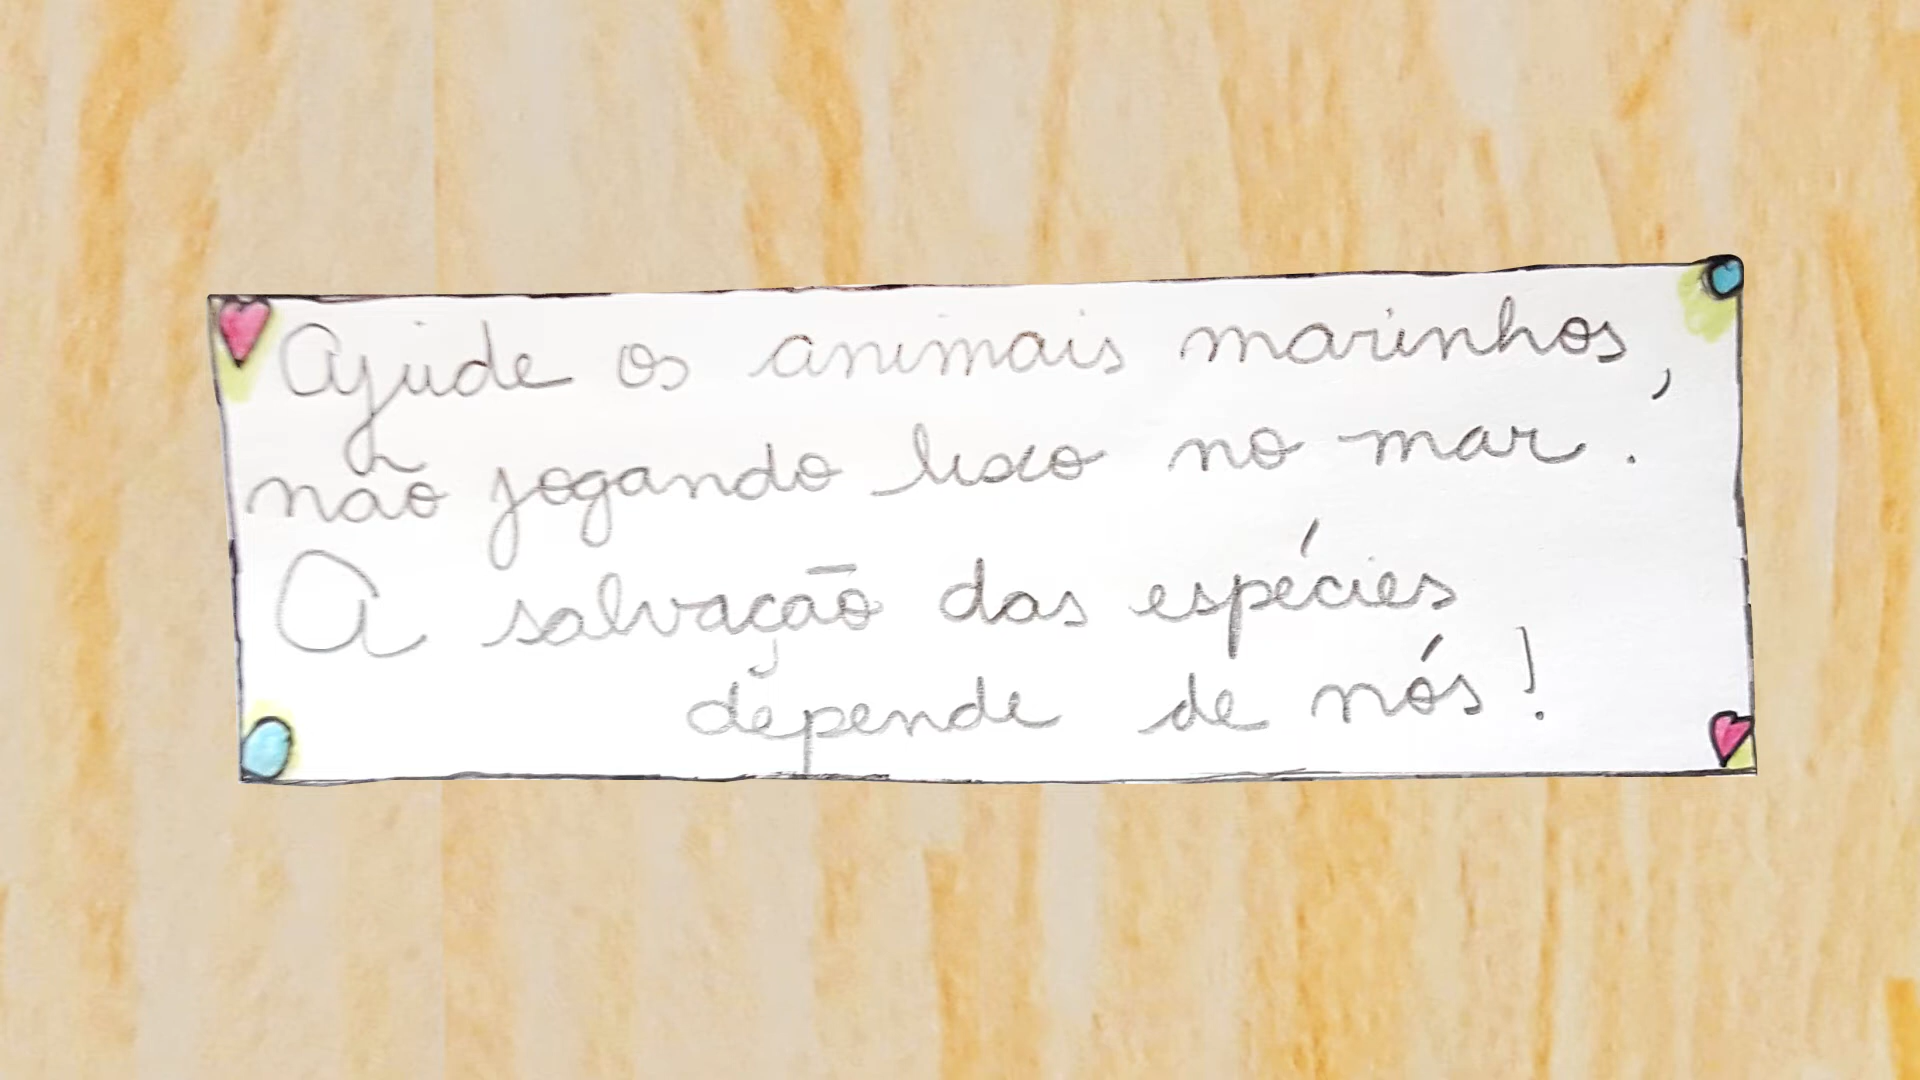 Ajude os animais marinhos,
não jogando lixo no mar.
A salvação das espécies
depende de nós!